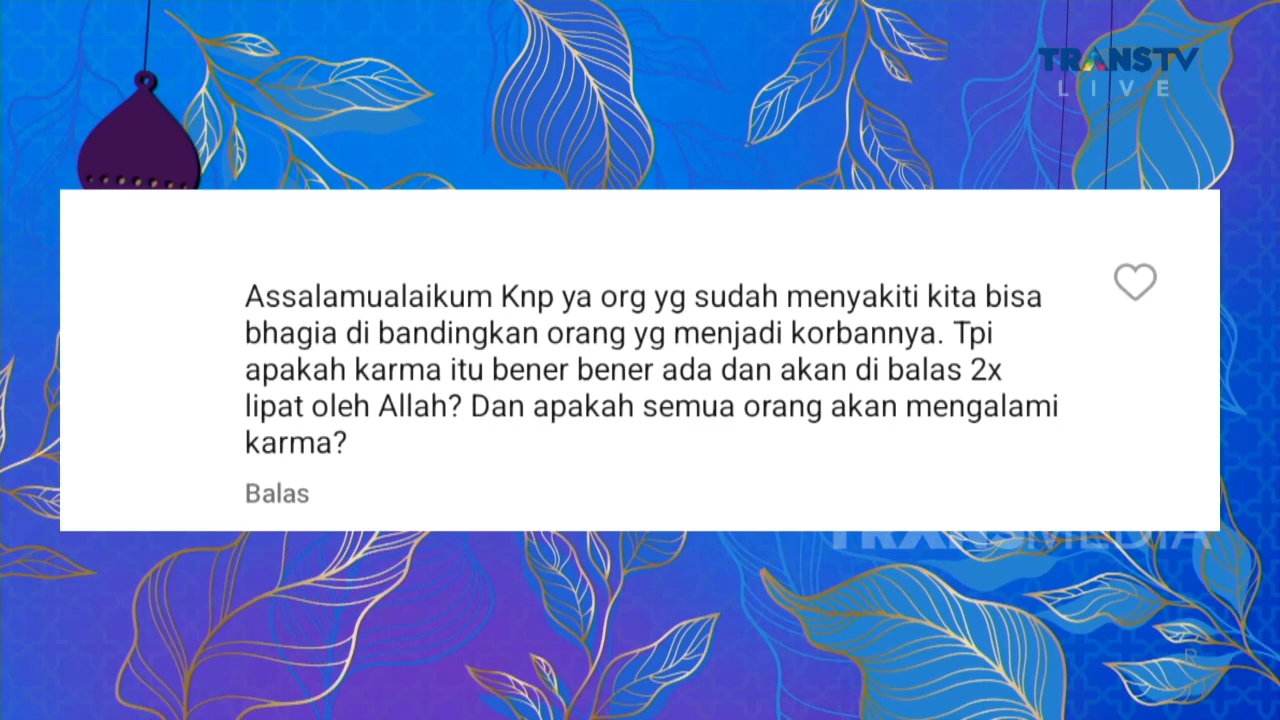 TRANSTV
LIVE
Assalamualaikum Knp ya org yg sudah menyakiti kita bisa
bhagia di bandingkan orang yg menjadi korbannya. Tpi
apakah karma itu bener bener ada dan akan di balas 2x
lipat oleh Allah? Dan apakah semua orang akan mengalami
karma?
Balas
TRANSMEDIA